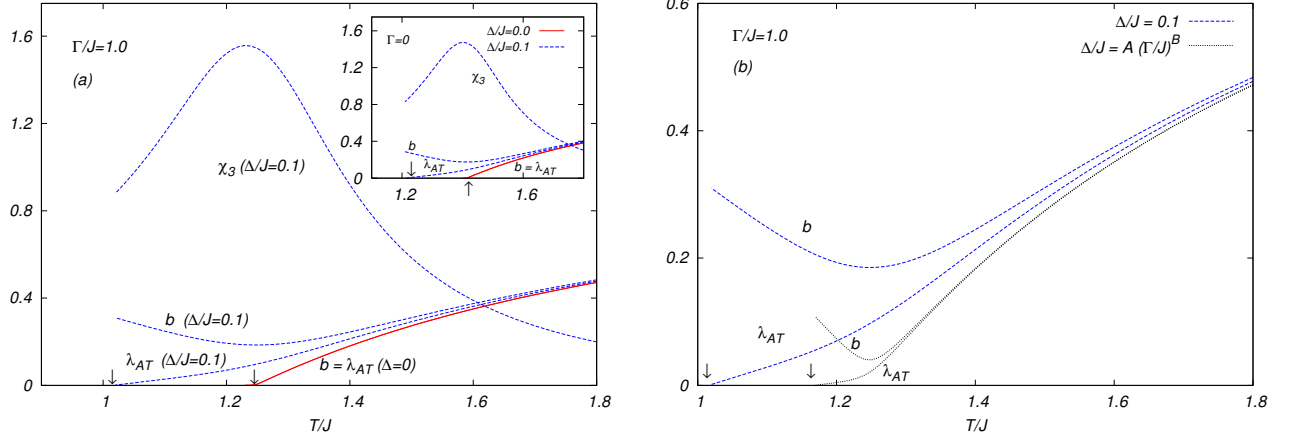 Γ/J=1.0
(a)
χ3 (Δ/J=0.1)
b (Δ/J=0.1)
λAT (Δ/J=0.1)
b = λAT (Δ=0)
↓ ↓
0
0.4
0.8
1.2
1.6
1 1.2 1.4 1.6 1.8
T/J
Γ=0
Δ/J=0.0
Δ/J=0.1
χ3
b
λAT
b = λAT
↓
↑
0
0.4
0.8
1.2
1.6
1.2 1.6
Γ/J=1.0
(b)
Δ/J = 0.1
Δ/J = A (Γ/J)^B
b
λAT
b
λAT
↓ ↓
0
0.2
0.4
0.6
1 1.2 1.4 1.6 1.8
T/J